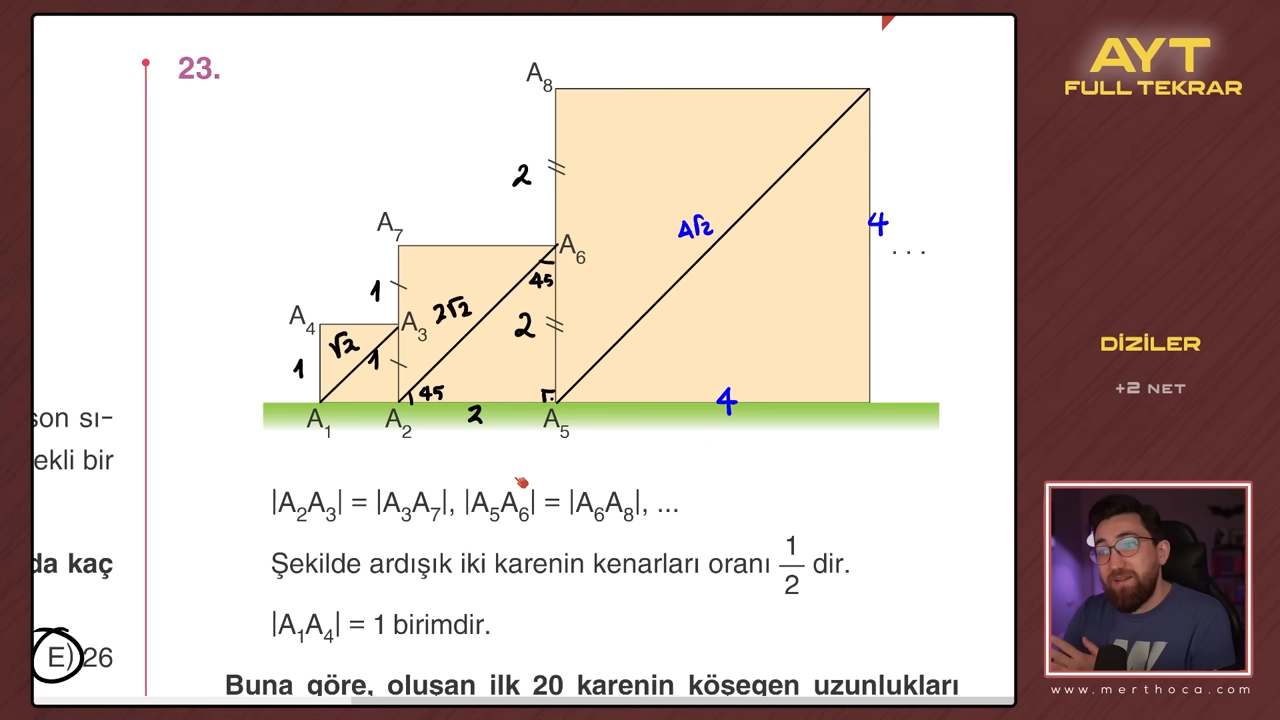 AYT
FULL TEKRAR
23.
A8
2
4√2
4
. . .
A7
A6
1
45
2√2
2
A4
A3
√2
1
1
45
2
4
A1
A2
A5
son sı-
ekli bir
da kaç
E) 26
|A2A3| = |A3A7|, |A5A6| = |A6A8|, ...
Şekilde ardışık iki karenin kenarları oranı 1/2 dir.
|A1A4| = 1 birimdir.
Buna göre, oluşan ilk 20 karenin köşegen uzunlukları
DİZİLER
+2 NET
www.merthoca.com